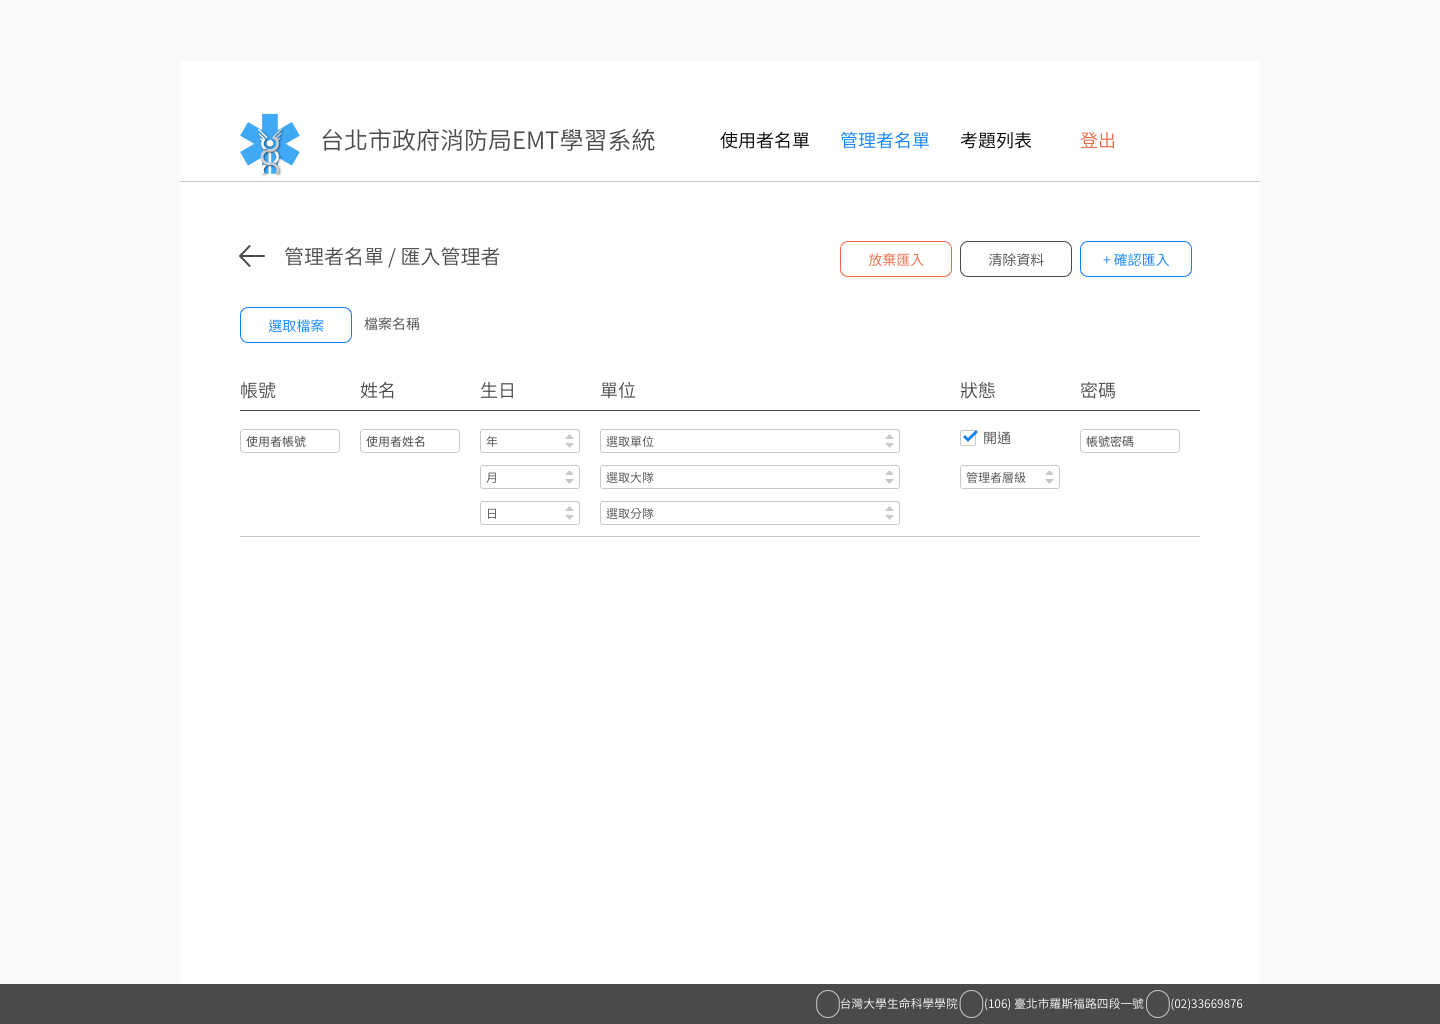 台北市政府消防局EMT學習系統 使用者名單 管理者名單 考題列表 登出
管理者名單 / 匯入管理者 放棄匯入 清除資料 + 確認匯入
選取檔案 檔案名稱
帳號 姓名 生日 單位 狀態 密碼
使用者帳號 使用者姓名 年 選取單位 開通 帳號密碼
月 選取大隊 管理者層級
日 選取分隊
台灣大學生命科學學院 (106) 臺北市羅斯福路四段一號 (02)33669876